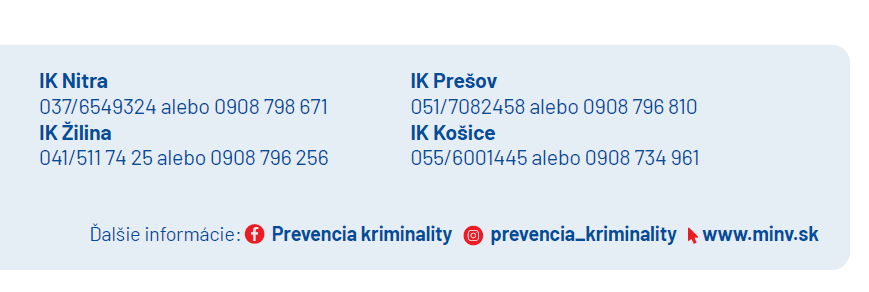 IK Nitra
037/6549324 alebo 0908 798 671
IK Žilina
041/511 74 25 alebo 0908 796 256
IK Prešov
051/7082458 alebo 0908 796 810
IK Košice
055/6001445 alebo 0908 734 961
Ďalšie informácie: Prevencia kriminality prevencia_kriminality www.minv.sk